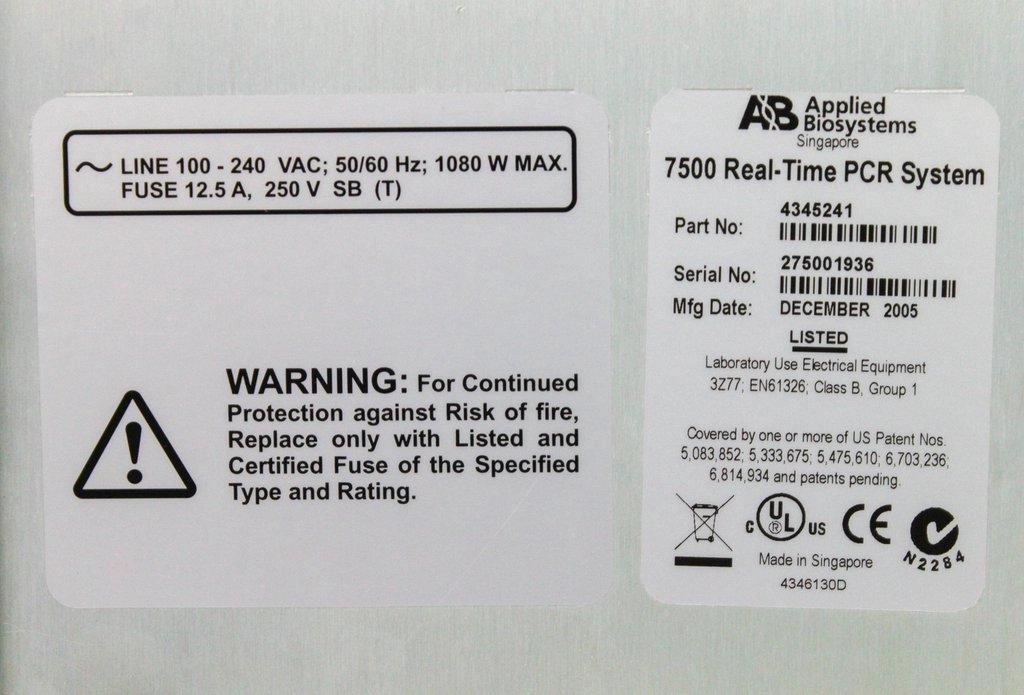 LINE 100 - 240 VAC; 50/60 Hz; 1080 W MAX.
FUSE 12.5 A, 250 V SB (T)
WARNING: For Continued
Protection against Risk of fire,
Replace only with Listed and
Certified Fuse of the Specified
Type and Rating.
AB Applied
Biosystems
Singapore
7500 Real-Time PCR System
Part No: 4345241
Serial No: 275001936
Mfg Date: DECEMBER 2005
LISTED
Laboratory Use Electrical Equipment
3Z77; EN61326; Class B, Group 1
Covered by one or more of US Patent Nos.
5,083,852; 5,333,675; 5,475,610; 6,703,236;
6,814,934 and patents pending.
C UL ® US CE N2284
Made in Singapore
4346130D